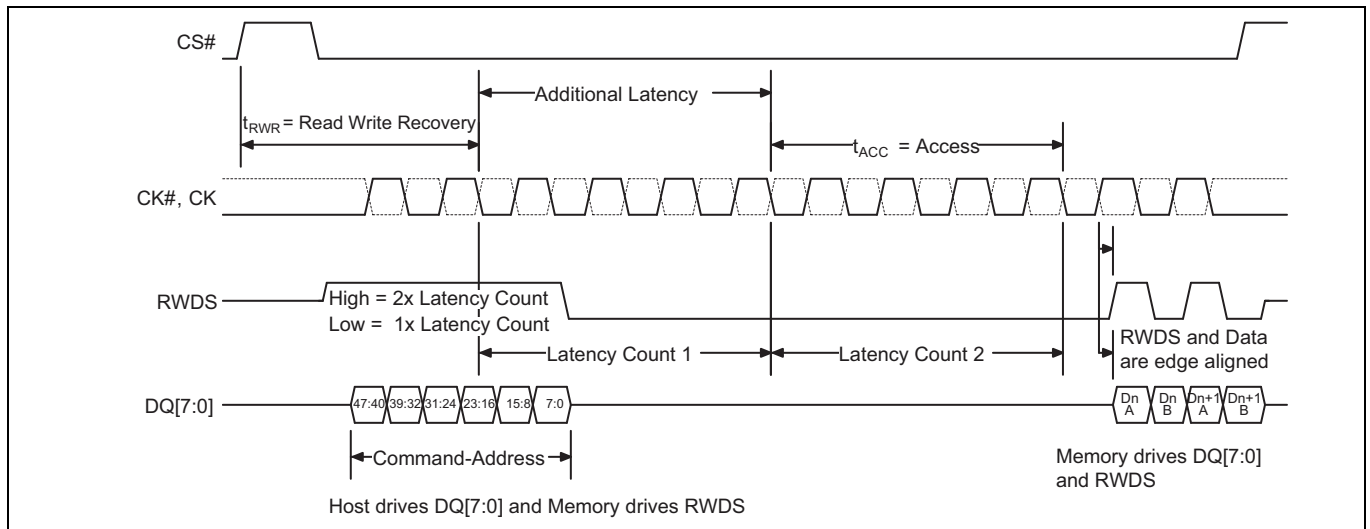 CS#
Additional Latency
tRWR = Read Write Recovery
tACC = Access
CK#, CK
RWDS
High = 2x Latency Count
Low = 1x Latency Count
RWDS and Data
are edge aligned
Latency Count 1
Latency Count 2
DQ[7:0]
47:40 39:32 31:24 23:16 15:8 7:0
Dn Dn Dn+1 Dn+1
A B A B
Command-Address
Memory drives DQ[7:0]
and RWDS
Host drives DQ[7:0] and Memory drives RWDS